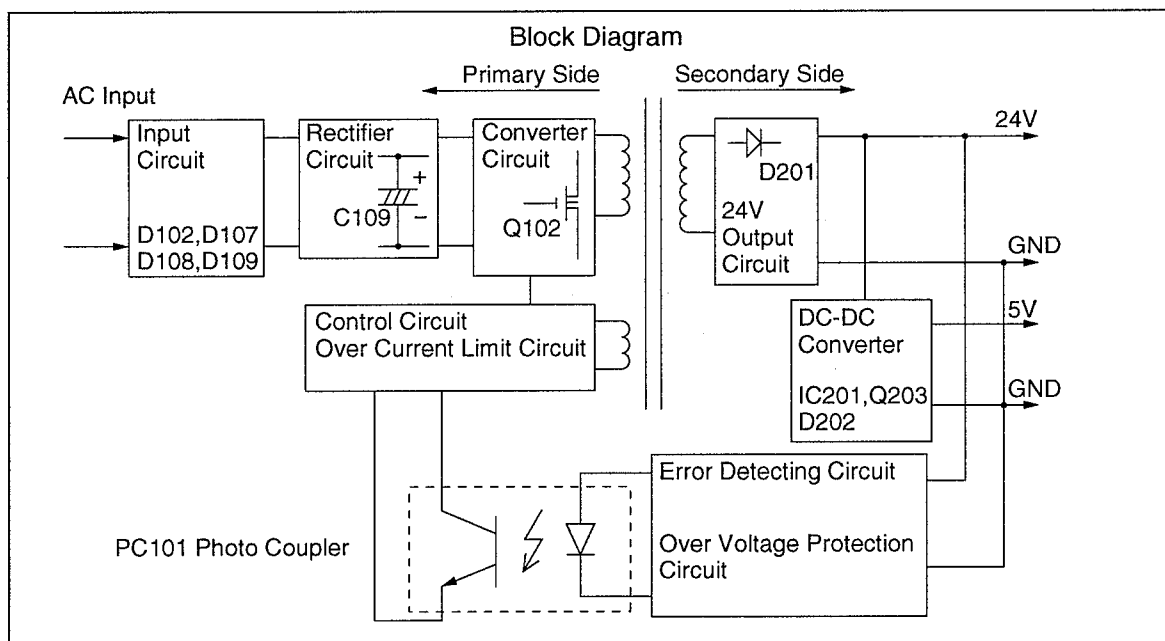 Block Diagram
Primary Side
Secondary Side
AC Input
Input
Circuit
D102,D107
D108,D109
Rectifier
Circuit
+
C109
−
Converter
Circuit
Q102
D201
24V
Output
Circuit
24V
GND
5V
GND
DC-DC
Converter
IC201,Q203
D202
Control Circuit
Over Current Limit Circuit
PC101 Photo Coupler
Error Detecting Circuit
Over Voltage Protection
Circuit